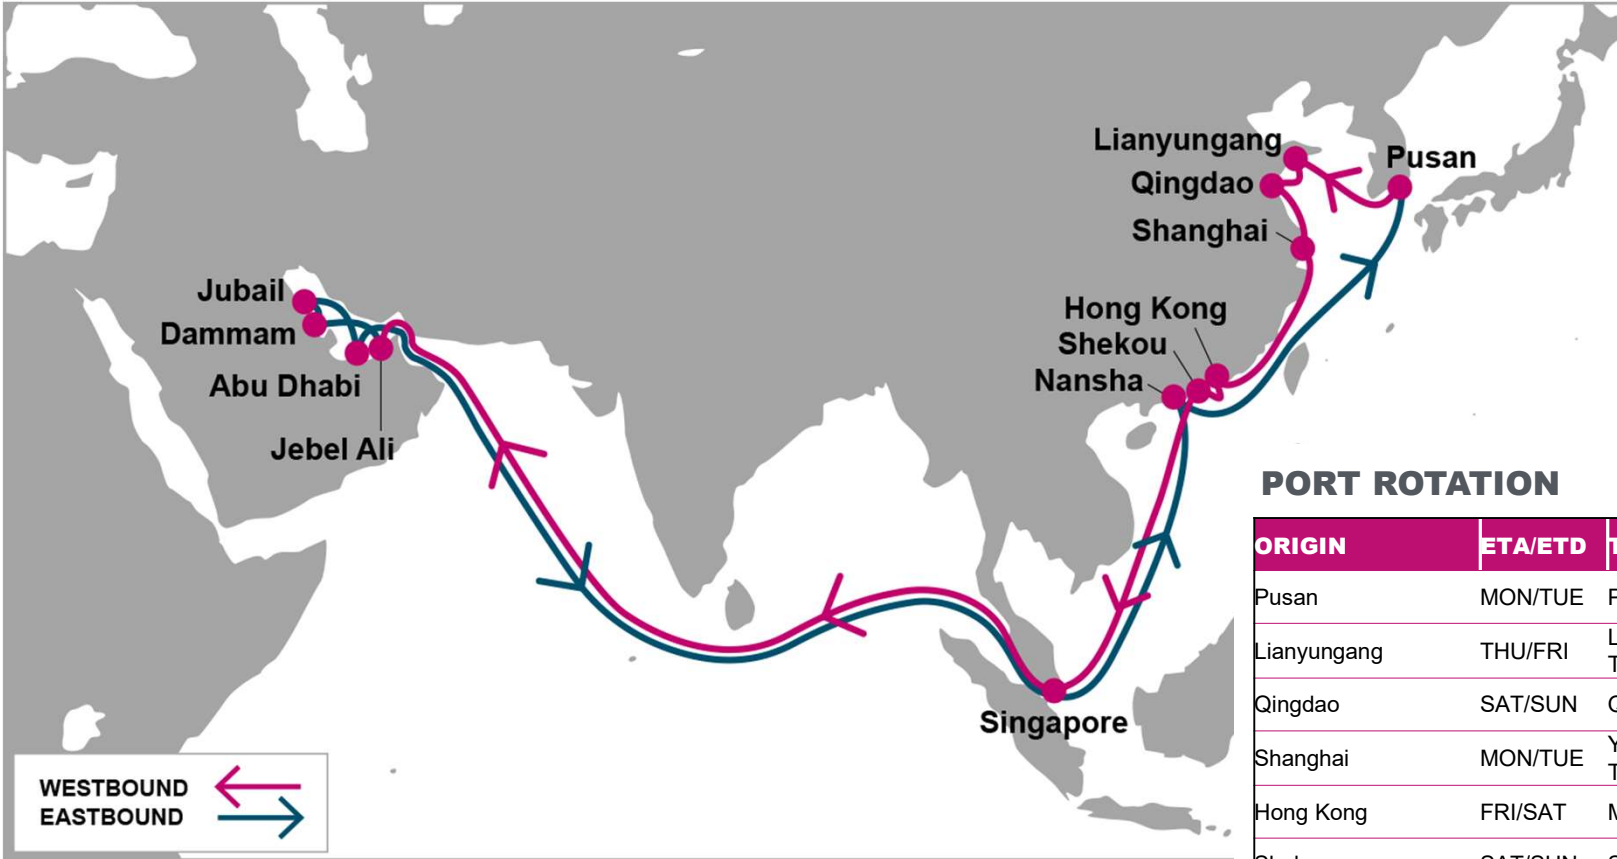 Lianyungang
Pusan
Qingdao
Shanghai
Jubail
Dammam
Abu Dhabi
Jebel Ali
Hong Kong
Shekou
Nansha
Singapore
WESTBOUND
EASTBOUND
PORT ROTATION
ORIGIN ETA/ETD
Pusan MON/TUE
Lianyungang THU/FRI
Qingdao SAT/SUN
Shanghai MON/TUE
Hong Kong FRI/SAT